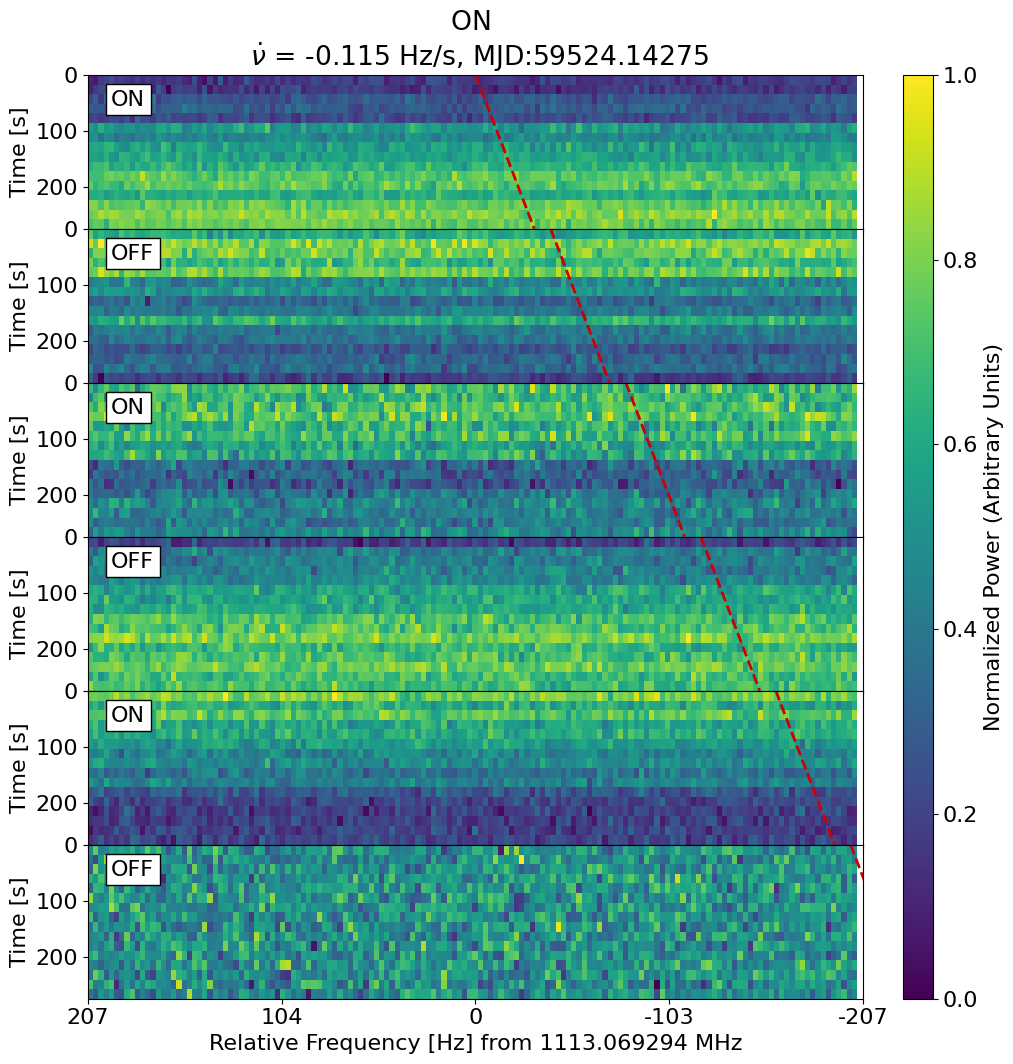 ON
ν̇ = -0.115 Hz/s, MJD:59524.14275
ON
0
100
200
Time [s]
OFF
0
100
200
Time [s]
ON
0
100
200
Time [s]
OFF
0
100
200
Time [s]
ON
0
100
200
Time [s]
OFF
0
100
200
Time [s]
207
104
0
-103
-207
Relative Frequency [Hz] from 1113.069294 MHz
1.0
0.8
0.6
0.4
0.2
0.0
Normalized Power (Arbitrary Units)